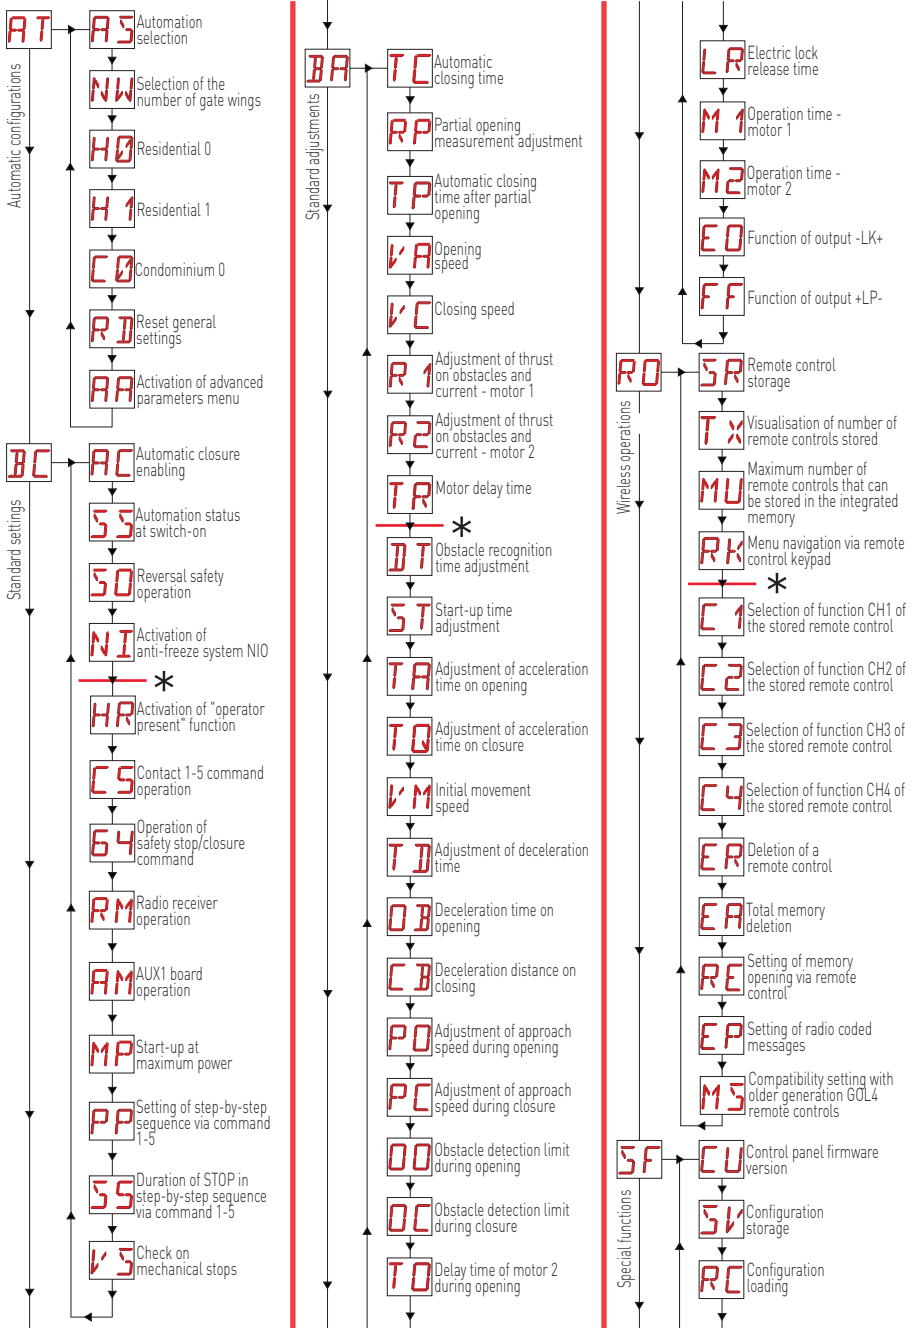 AT
Automatic configurations
AS
Automation
selection
NW
Selection of the
number of gate wings
H0
Residential 0
H1
Residential 1
C0
Condominium 0
RD
Reset general
settings
AA
Activation of advanced
parameters menu
BC
Standard settings
AC
Automatic closure
enabling
SS
Automation status
at switch-on
SO
Reversal safety
operation
NI
Activation of
anti-freeze system NIO
*
HR
Activation of "operator
present" function
CS
Contact 1-5 command
operation
64
Operation of
safety stop/closure
command
RM
Radio receiver
operation
AM
AUX1 board
operation
MP
Start-up at
maximum power
PP
Setting of step-by-step
sequence via command
1-5
S5
Duration of STOP in
step-by-step sequence
via command 1-5
VS
Check on
mechanical stops
BA
Standard adjustments
TC
Automatic
closing time
RP
Partial opening
measurement adjustment
TP
Automatic closing
time after partial
opening
VA
Opening
speed
VC
Closing speed
R1
Adjustment of thrust
on obstacles and
current - motor 1
R2
Adjustment of thrust
on obstacles and
current - motor 2
TR
Motor delay time
*
DT
Obstacle recognition
time adjustment
ST
Start-up time
adjustment
TA
Adjustment of acceleration
time on opening
TQ
Adjustment of acceleration
time on closure
VM
Initial movement
speed
TD
Adjustment of deceleration
time
OB
Deceleration time on
opening
CB
Deceleration distance on
closing
PO
Adjustment of approach
speed during opening
PC
Adjustment of approach
speed during closure
OO
Obstacle detection limit
during opening
OC
Obstacle detection limit
during closure
TO
Delay time of motor 2
during opening
LR
Electric lock
release time
M1
Operation time -
motor 1
M2
Operation time -
motor 2
EO
Function of output -LK+
FF
Function of output +LP-
RO
Wireless operations
SR
Remote control
storage
TX
Visualisation of number of
remote controls stored
MU
Maximum number of
remote controls that can
be stored in the integrated
memory
RK
Menu navigation via remote
control keypad
*
C1
Selection of function CH1 of
the stored remote control
C2
Selection of function CH2 of
the stored remote control
C3
Selection of function CH3 of
the stored remote control
C4
Selection of function CH4 of
the stored remote control
ER
Deletion of a
remote control
EA
Total memory
deletion
RE
Setting of memory
opening via remote
control
EP
Setting of radio coded
messages
MS
Compatibility setting with
older generation GOL4
remote controls
SF
Special functions
CU
Control panel firmware
version
SV
Configuration
storage
RC
Configuration
loading